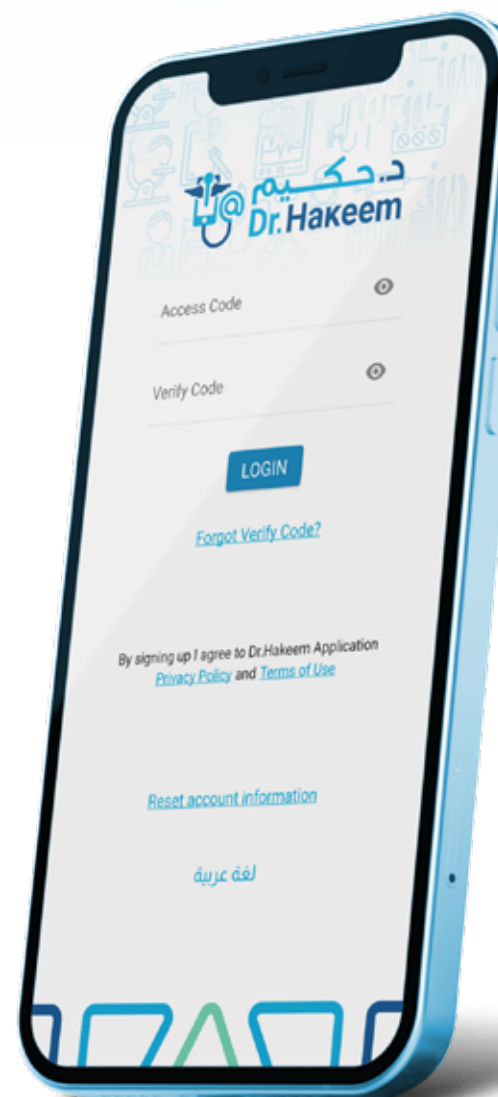 د.حكيم
Dr.Hakeem
Access Code
Verify Code
LOGIN
Forgot Verify Code?
By signing up I agree to Dr.Hakeem Application
Privacy Policy and Terms of Use
Reset account information
لغة عربية